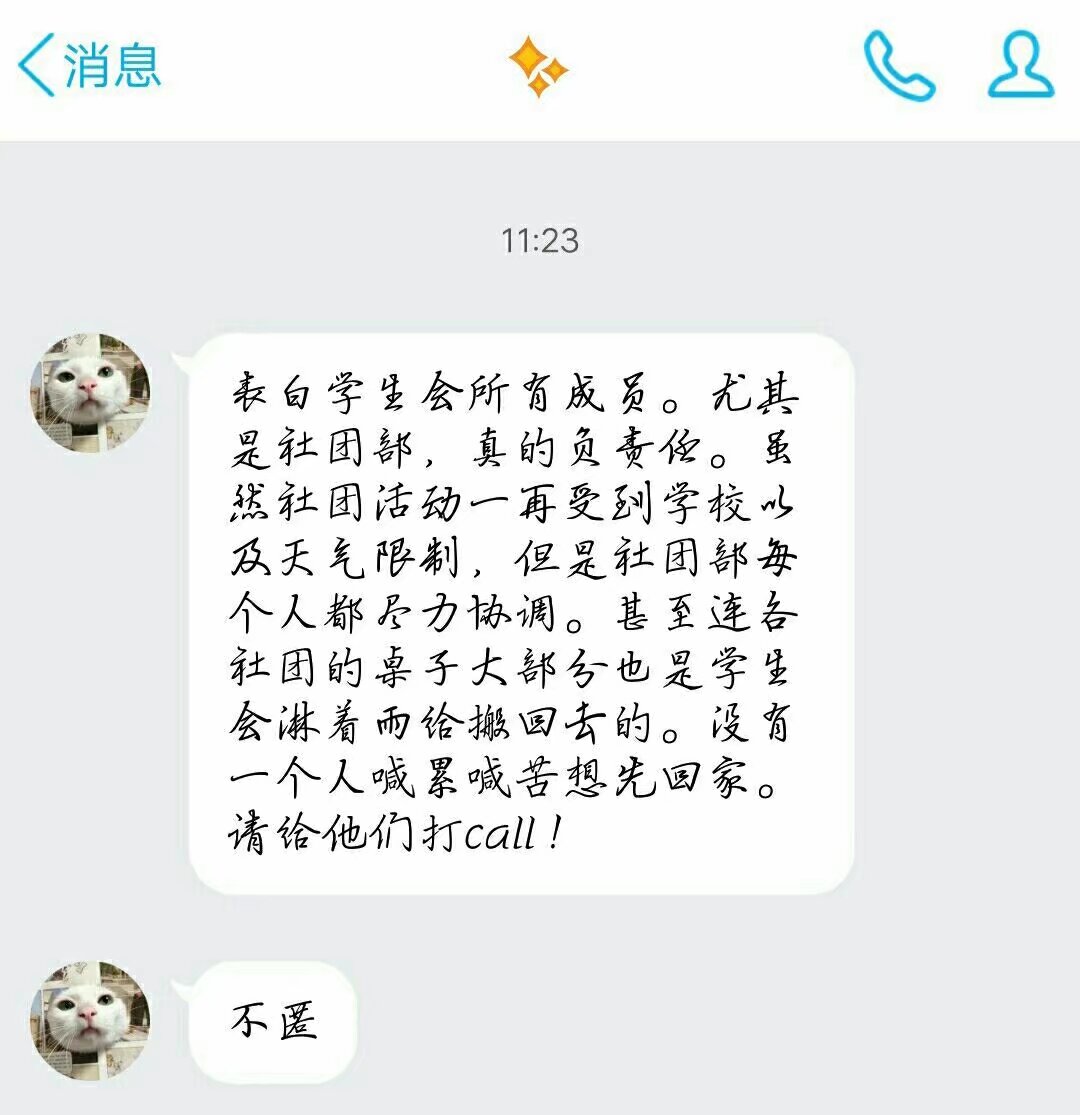 消息
11:23
表白学生会所有成员。尤其
是社团部，真的负责任。虽
然社团活动一再受到学校以
及天气限制，但是社团部每
个人都尽力协调。甚至连各
社团的桌子大部分也是学生
会淋着雨给搬回去的。没有
一个人喊累喊苦想先回家。
请给他们打call！
不匿